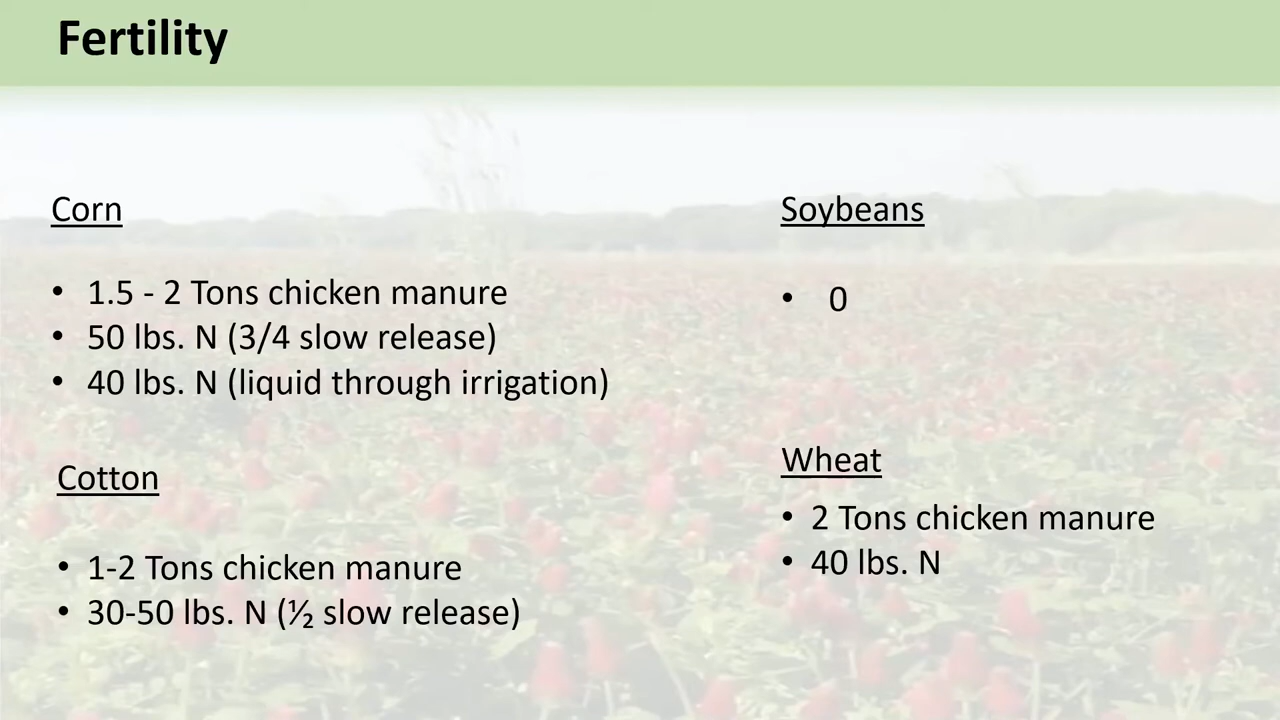 Fertility
Corn
• 1.5 - 2 Tons chicken manure
• 50 lbs. N (3/4 slow release)
• 40 lbs. N (liquid through irrigation)
Cotton
• 1-2 Tons chicken manure
• 30-50 lbs. N (½ slow release)
Soybeans
• 0
Wheat
• 2 Tons chicken manure
• 40 lbs. N